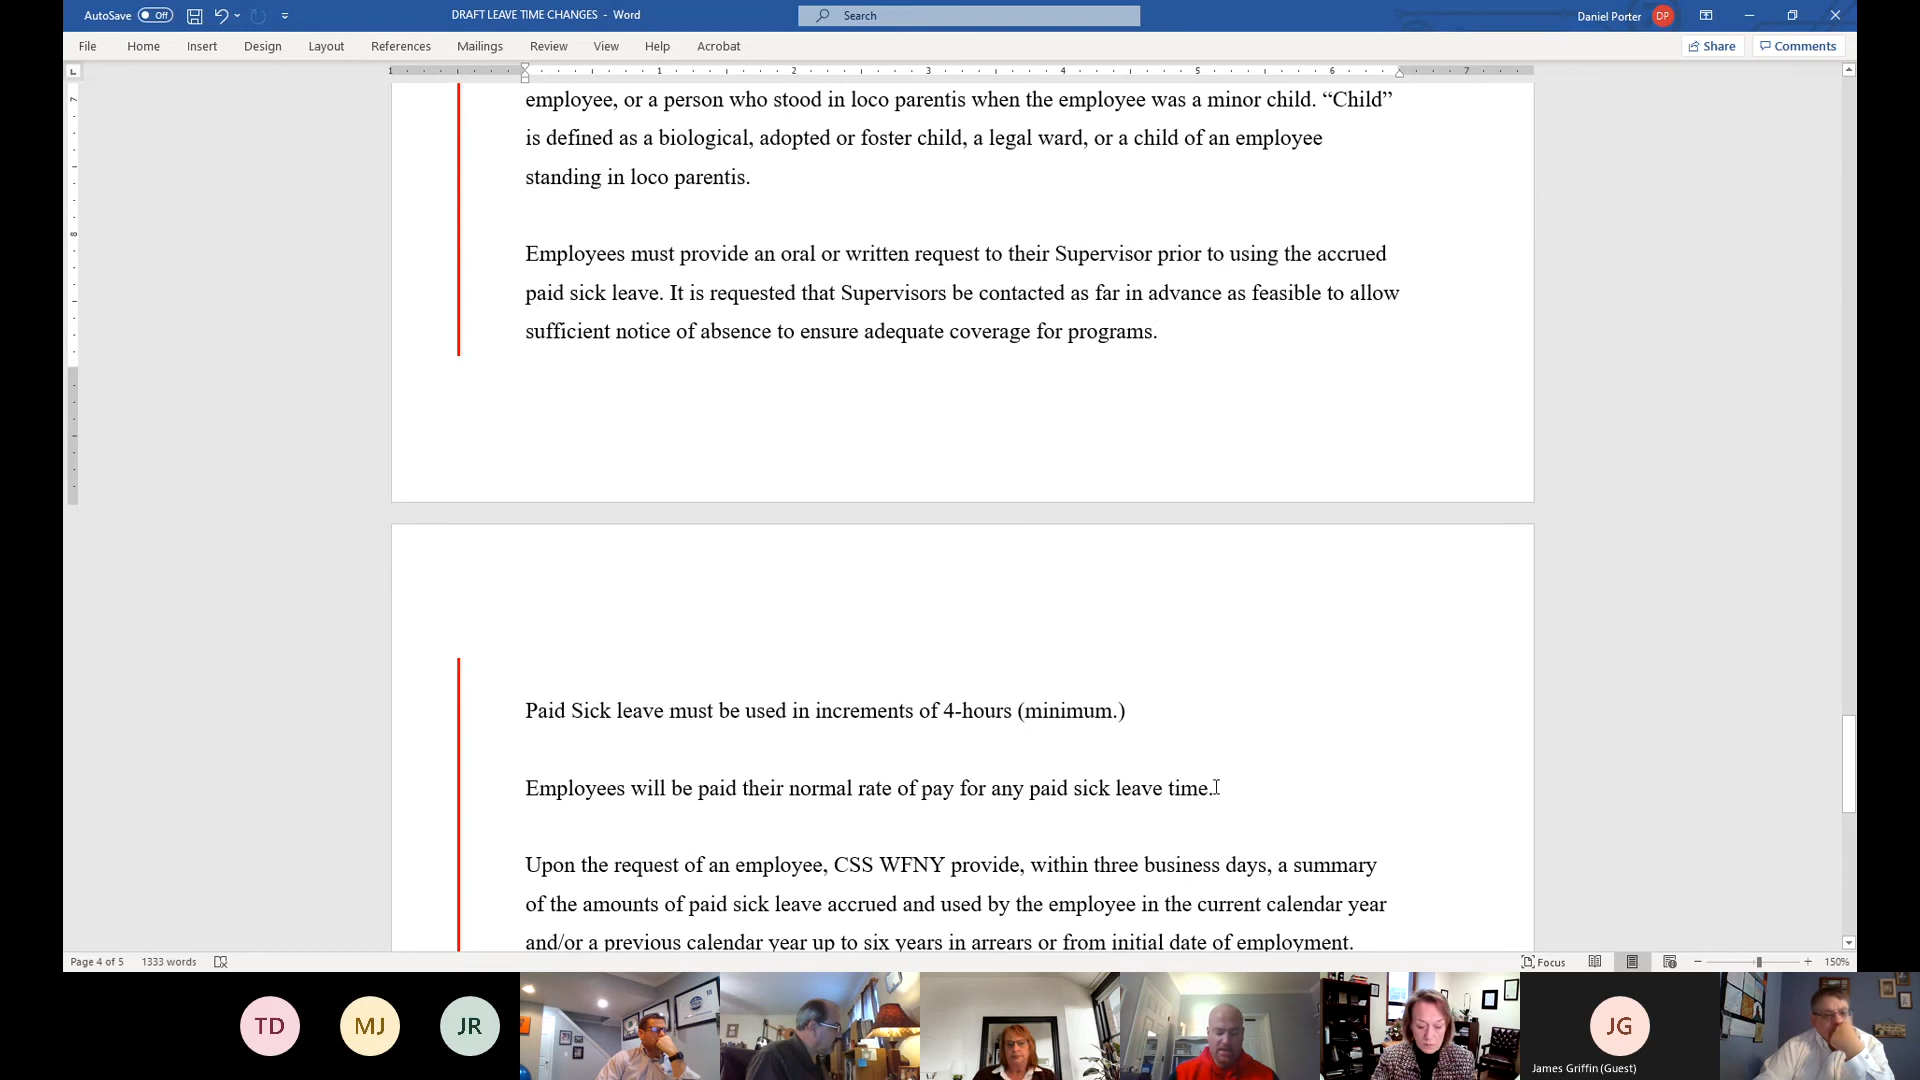 AutoSave Off DRAFT LEAVE TIME CHANGES - Word Search Daniel Porter DP
File Home Insert Design Layout References Mailings Review View Help Acrobat Share Comments
1 1 2 3 4 5 6 7
employee, or a person who stood in loco parentis when the employee was a minor child. “Child”
is defined as a biological, adopted or foster child, a legal ward, or a child of an employee
standing in loco parentis.
Employees must provide an oral or written request to their Supervisor prior to using the accrued
paid sick leave. It is requested that Supervisors be contacted as far in advance as feasible to allow
sufficient notice of absence to ensure adequate coverage for programs.
7
8
Paid Sick leave must be used in increments of 4-hours (minimum.)
Employees will be paid their normal rate of pay for any paid sick leave time.
Upon the request of an employee, CSS WFNY provide, within three business days, a summary
of the amounts of paid sick leave accrued and used by the employee in the current calendar year
and/or a previous calendar year up to six years in arrears or from initial date of employment.
Page 4 of 5 1333 words Focus 150%
TD MJ JR JG
James Griffin (Guest)